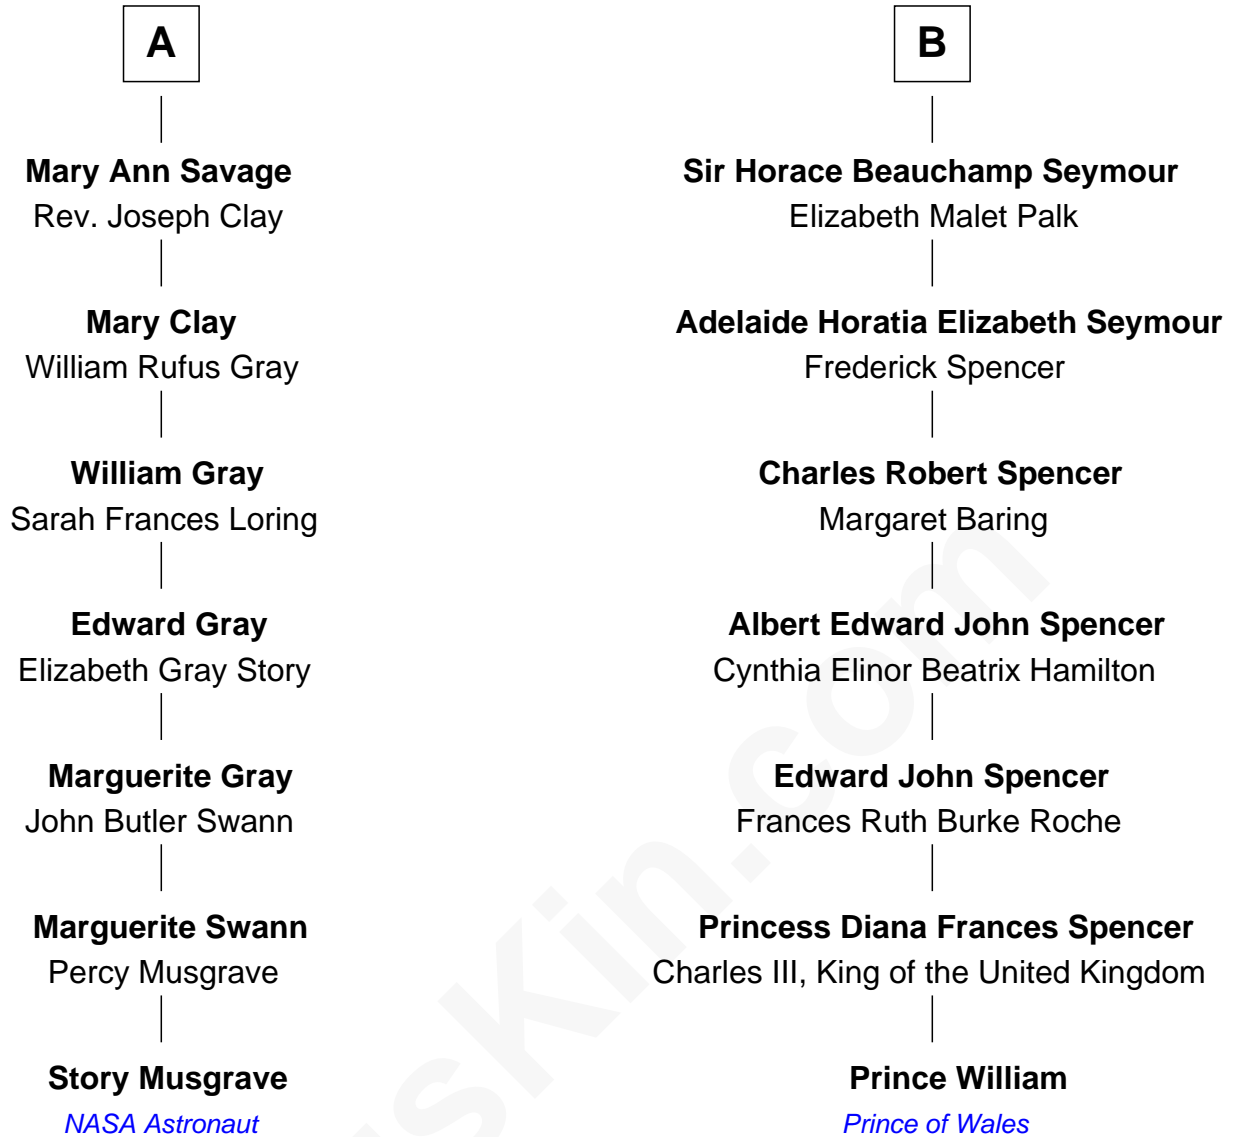 A
B
Mary Ann Savage
Rev. Joseph Clay
Sir Horace Beauchamp Seymour
Elizabeth Malet Palk
Mary Clay
William Rufus Gray
Adelaide Horatia Elizabeth Seymour
Frederick Spencer
William Gray
Sarah Frances Loring
Charles Robert Spencer
Margaret Baring
Edward Gray
Elizabeth Gray Story
Albert Edward John Spencer
Cynthia Elinor Beatrix Hamilton
Marguerite Gray
John Butler Swann
Edward John Spencer
Frances Ruth Burke Roche
Marguerite Swann
Percy Musgrave
Princess Diana Frances Spencer
Charles III, King of the United Kingdom
Story Musgrave
NASA Astronaut
Prince William
Prince of Wales
usKin.com